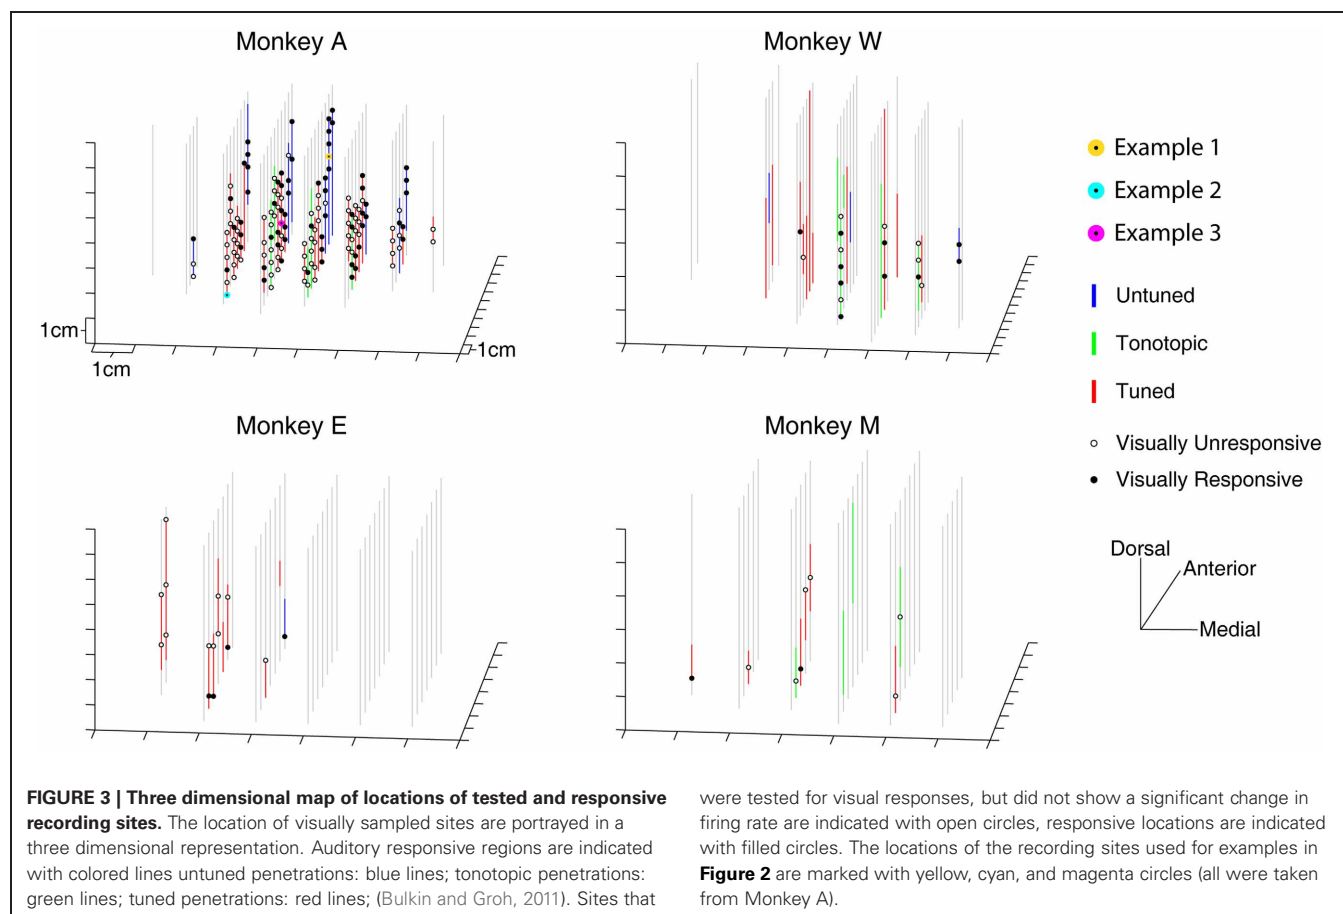 Monkey A
Monkey W
Example 1
Example 2
Example 3
Untuned
Tonotopic
Tuned
Visually Unresponsive
Visually Responsive
1cm
1cm
1cm
Monkey E
Monkey M
Dorsal
Anterior
Medial
FIGURE 3 | Three dimensional map of locations of tested and responsive
recording sites. The location of visually sampled sites are portrayed in a
three dimensional representation. Auditory responsive regions are indicated
with colored lines untuned penetrations: blue lines; tonotopic penetrations:
green lines; tuned penetrations: red lines; (Bulkin and Groh, 2011). Sites that
were tested for visual responses, but did not show a significant change in
firing rate are indicated with open circles, responsive locations are indicated
with filled circles. The locations of the recording sites used for examples in
Figure 2 are marked with yellow, cyan, and magenta circles (all were taken
from Monkey A).